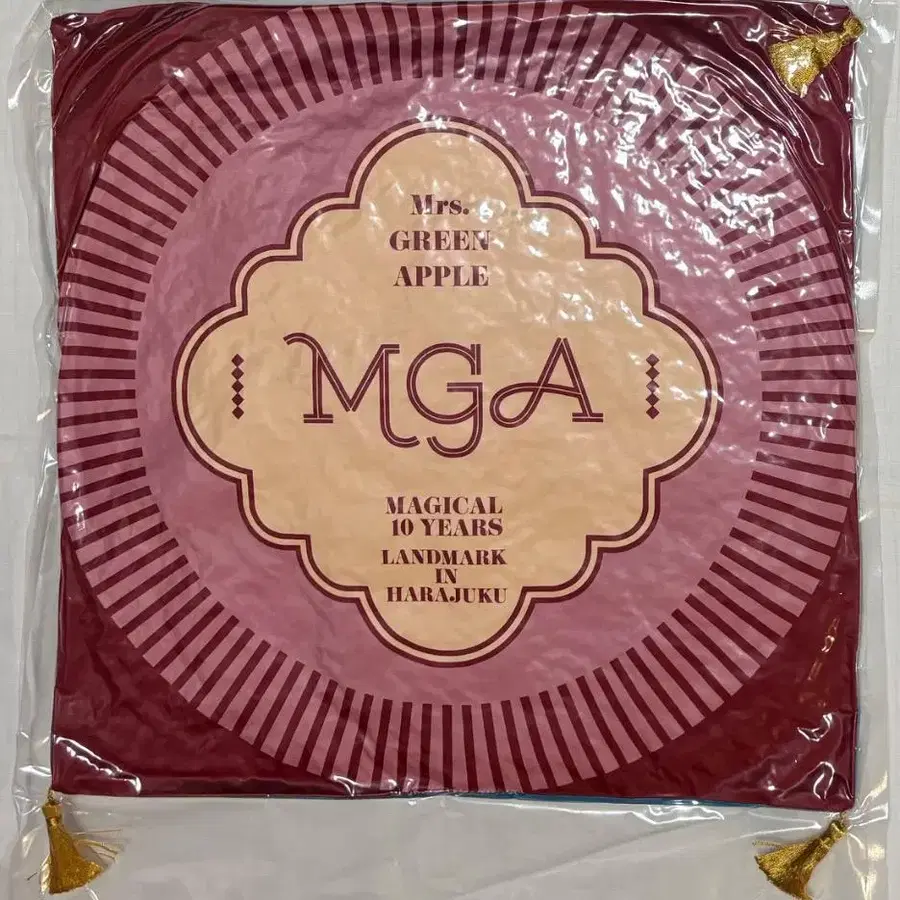 Mrs.
GREEN
APPLE
MGA
MAGICAL
10 YEARS
LANDMARK
IN
HARAJUKU